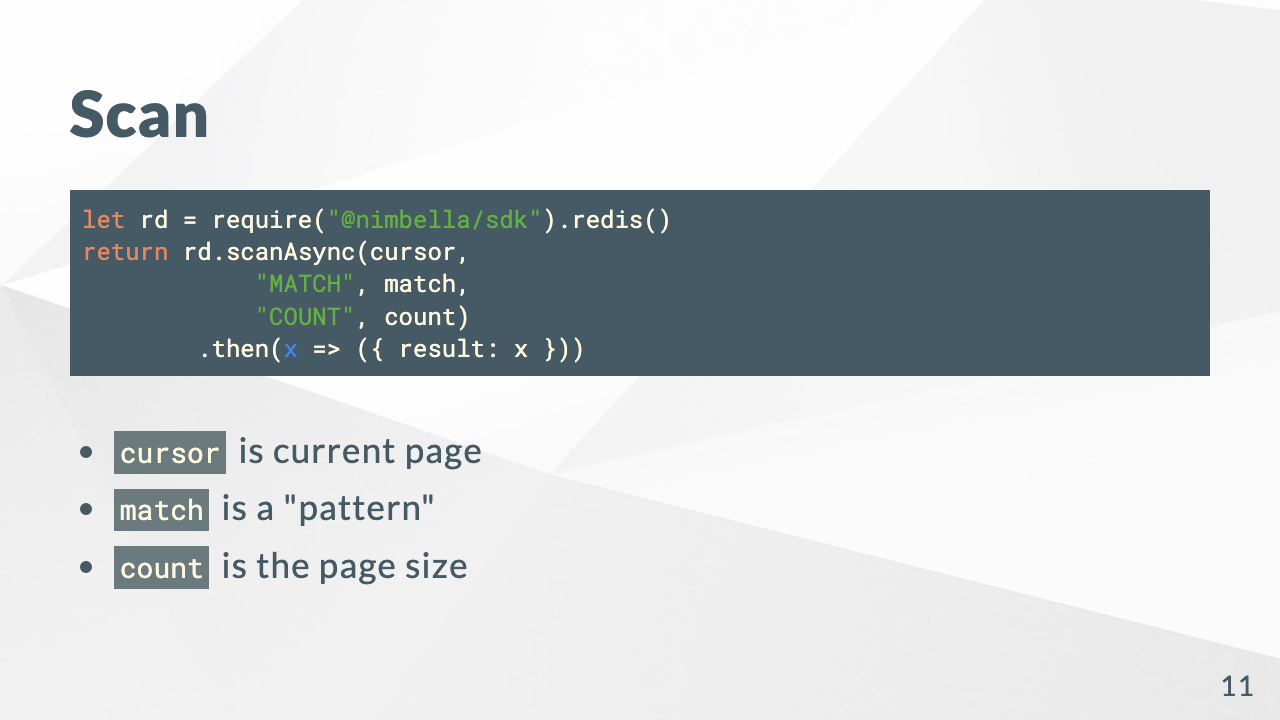 Scan
let rd = require("@nimbella/sdk").redis()
return rd.scanAsync(cursor,
            "MATCH", match,
            "COUNT", count)
        .then(x => ({ result: x }))
• cursor is current page
• match is a "pattern"
• count is the page size
11